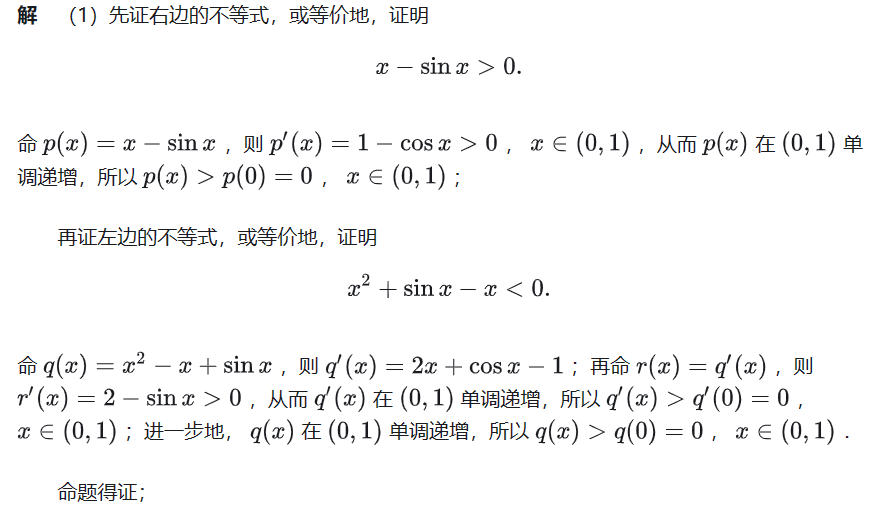 解 （1）先证右边的不等式，或等价地，证明
x − sin x > 0.
命 p(x) = x − sin x ，则 p′(x) = 1 − cos x > 0 ， x ∈ (0, 1) ，从而 p(x) 在 (0, 1) 单
调递增，所以 p(x) > p(0) = 0 ， x ∈ (0, 1) ；
再证左边的不等式，或等价地，证明
x² + sin x − x < 0.
命 q(x) = x² − x + sin x ，则 q′(x) = 2x + cos x − 1 ；再命 r(x) = q′(x) ，则
r′(x) = 2 − sin x > 0 ，从而 q′(x) 在 (0, 1) 单调递增，所以 q′(x) > q′(0) = 0 ，
x ∈ (0, 1) ；进一步地， q(x) 在 (0, 1) 单调递增，所以 q(x) > q(0) = 0 ， x ∈ (0, 1) .
命题得证；